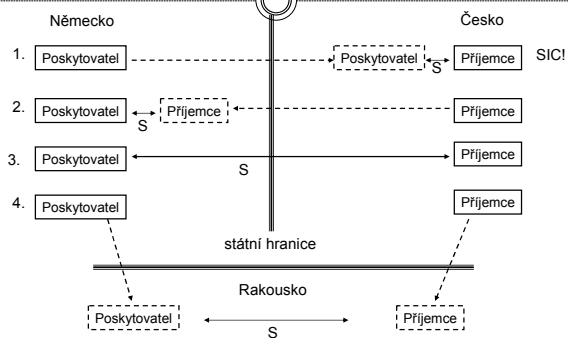 Německo Česko
1. Poskytovatel Poskytovatel S Příjemce SIC!
2. Poskytovatel S Příjemce Příjemce
3. Poskytovatel S Příjemce
4. Poskytovatel Příjemce
státní hranice
Rakousko
Poskytovatel S Příjemce